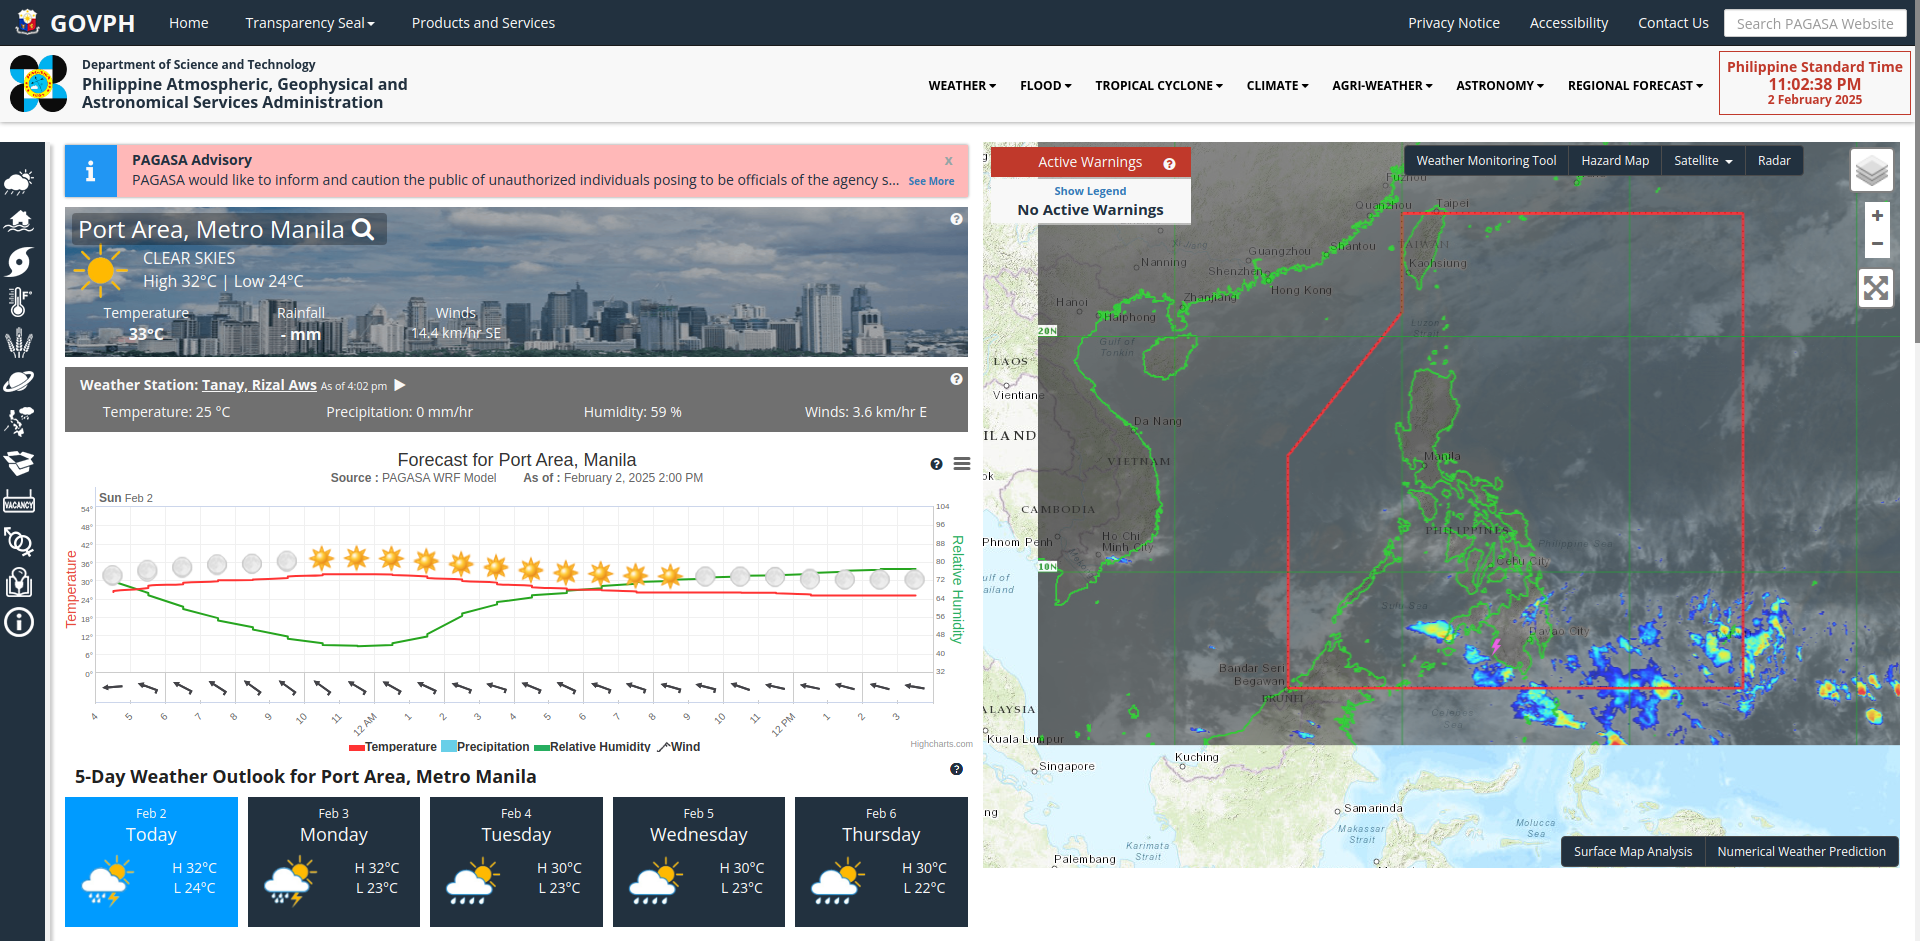 GOVPH
Home
Transparency Seal
Products and Services
Privacy Notice
Accessibility
Contact Us
Search PAGASA Website
Department of Science and Technology
Philippine Atmospheric, Geophysical and
Astronomical Services Administration
WEATHER
FLOOD
TROPICAL CYCLONE
CLIMATE
AGRI-WEATHER
ASTRONOMY
REGIONAL FORECAST
Philippine Standard Time
11:02:38 PM
2 February 2025
VACANCY
PAGASA Advisory
x
PAGASA would like to inform and caution the public of unauthorized individuals posing to be officials of the agency s... See More
Port Area, Metro Manila
CLEAR SKIES
High 32°C | Low 24°C
Temperature
Rainfall
Winds
33°C
- mm
14.4 km/hr SE
Weather Station: Tanay, Rizal Aws As of 4:02 pm
Temperature: 25 °C
Precipitation: 0 mm/hr
Humidity: 59 %
Winds: 3.6 km/hr E
Forecast for Port Area, Manila
Source : PAGASA WRF Model As of : February 2, 2025 2:00 PM
Sun Feb 2
Temperature
54°
48°
42°
36°
30°
24°
18°
12°
6°
0°
104
96
88
80
72
64
56
48
40
32
Relative Humidity
4 5 6 7 8 9 10 11 12 AM 1 2 3 4 5 6 7 8 9 10 11 12 PM 1 2 3
Temperature Precipitation Relative Humidity Wind
Highcharts.com
5-Day Weather Outlook for Port Area, Metro Manila
Feb 2
Today
H 32°C
L 24°C
Feb 3
Monday
H 32°C
L 23°C
Feb 4
Tuesday
H 30°C
L 23°C
Feb 5
Wednesday
H 30°C
L 23°C
Feb 6
Thursday
H 30°C
L 22°C
Active Warnings
Show Legend
No Active Warnings
Weather Monitoring Tool
Hazard Map
Satellite
Radar
+
−
Fuzhou
Quanzhou
Taipei
TAIWAN
Kaohsiung
Shantou
Guangzhou
Nanning
Shenzhen
Hong Kong
Zhanjiang
Hanoi
Haiphong
20N
Gulf of
Tonkin
Luzon
Strait
LAOS
Vientiane
Da Nang
ILAND
VIETNAM
Manila
ok
CAMBODIA
PHILIPPINES
Philippine
Phnom Penh
Ho Chi
Minh City
Cebu City
10N
ulf of
ailand
Sulu Sea
Davao City
Bandar Seri
Begawan
BRUNEI
ALAYSIA
Celebes
Sea
Kuala Lumpur
Kuching
Singapore
ng
Samarinda
Makassar
Strait
Molucca
Sea
Karimata
Strait
Palembang
Surface Map Analysis
Numerical Weather Prediction